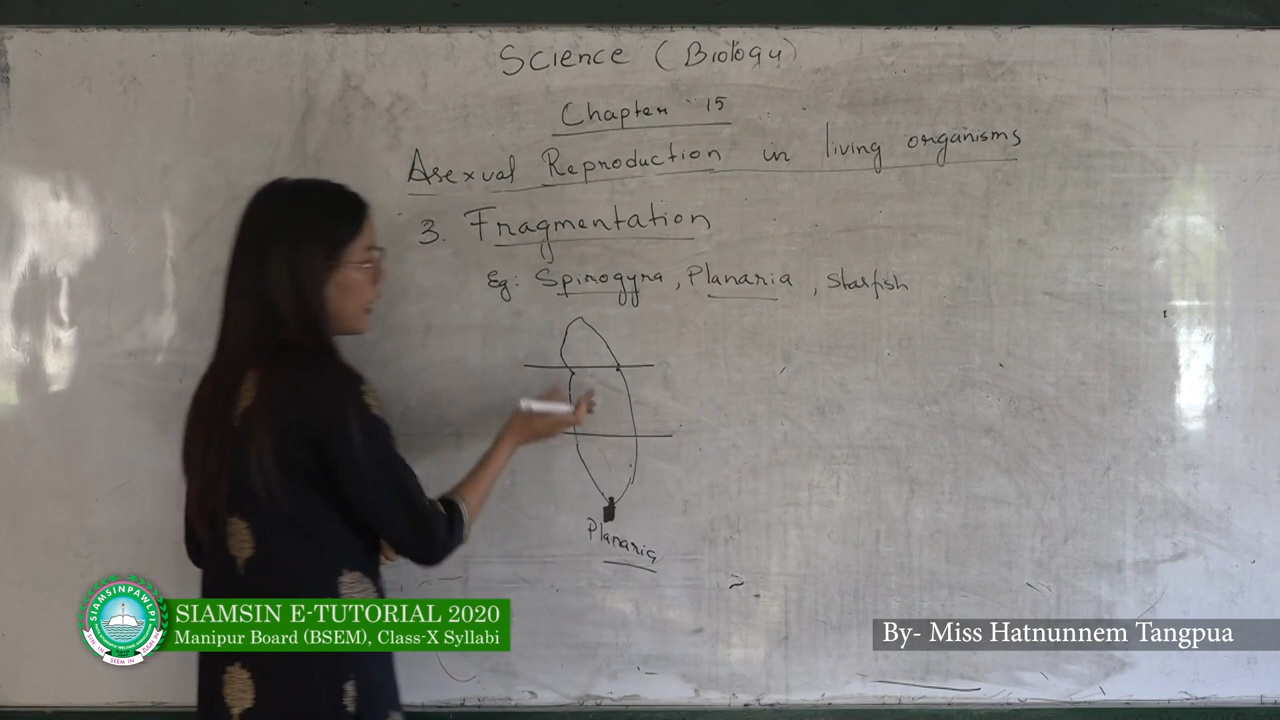 Science (Biology)
Chapter 15
Asexual Reproduction in living organisms
3. Fragmentation
Eg: Spirogyra, Planaria, Starfish
Planaria
SIAMSINPAWLPI
SIAMSIN E-TUTORIAL 2020
Manipur Board (BSEM), Class-X Syllabi
By- Miss Hatnunnem Tangpua